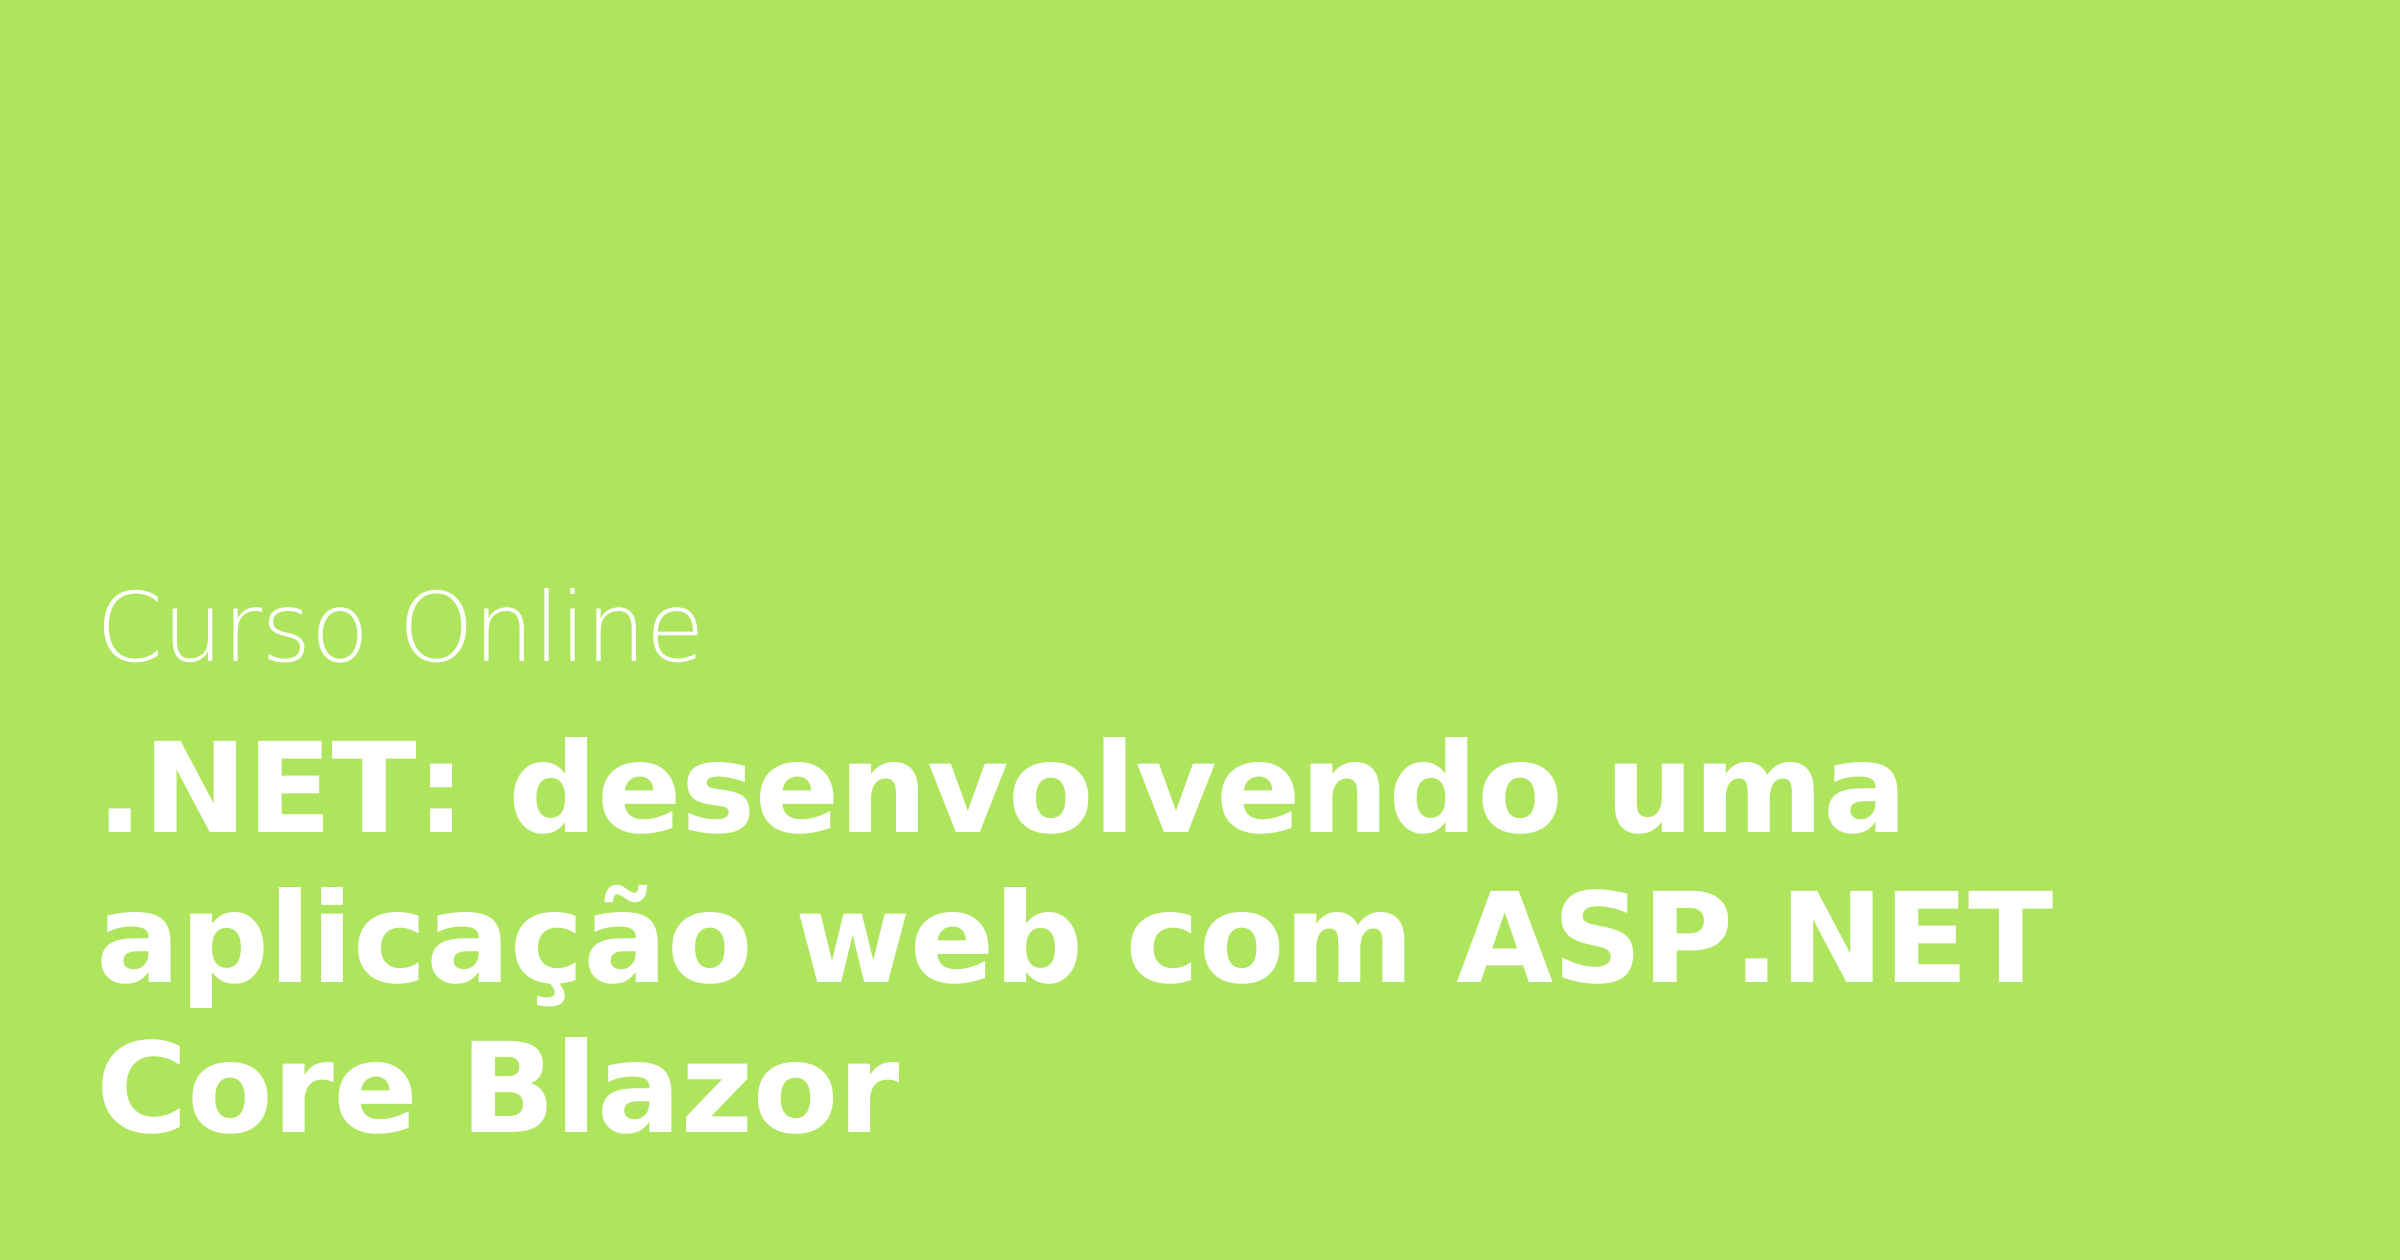 Curso Online
.NET: desenvolvendo uma
aplicação web com ASP.NET
Core Blazor